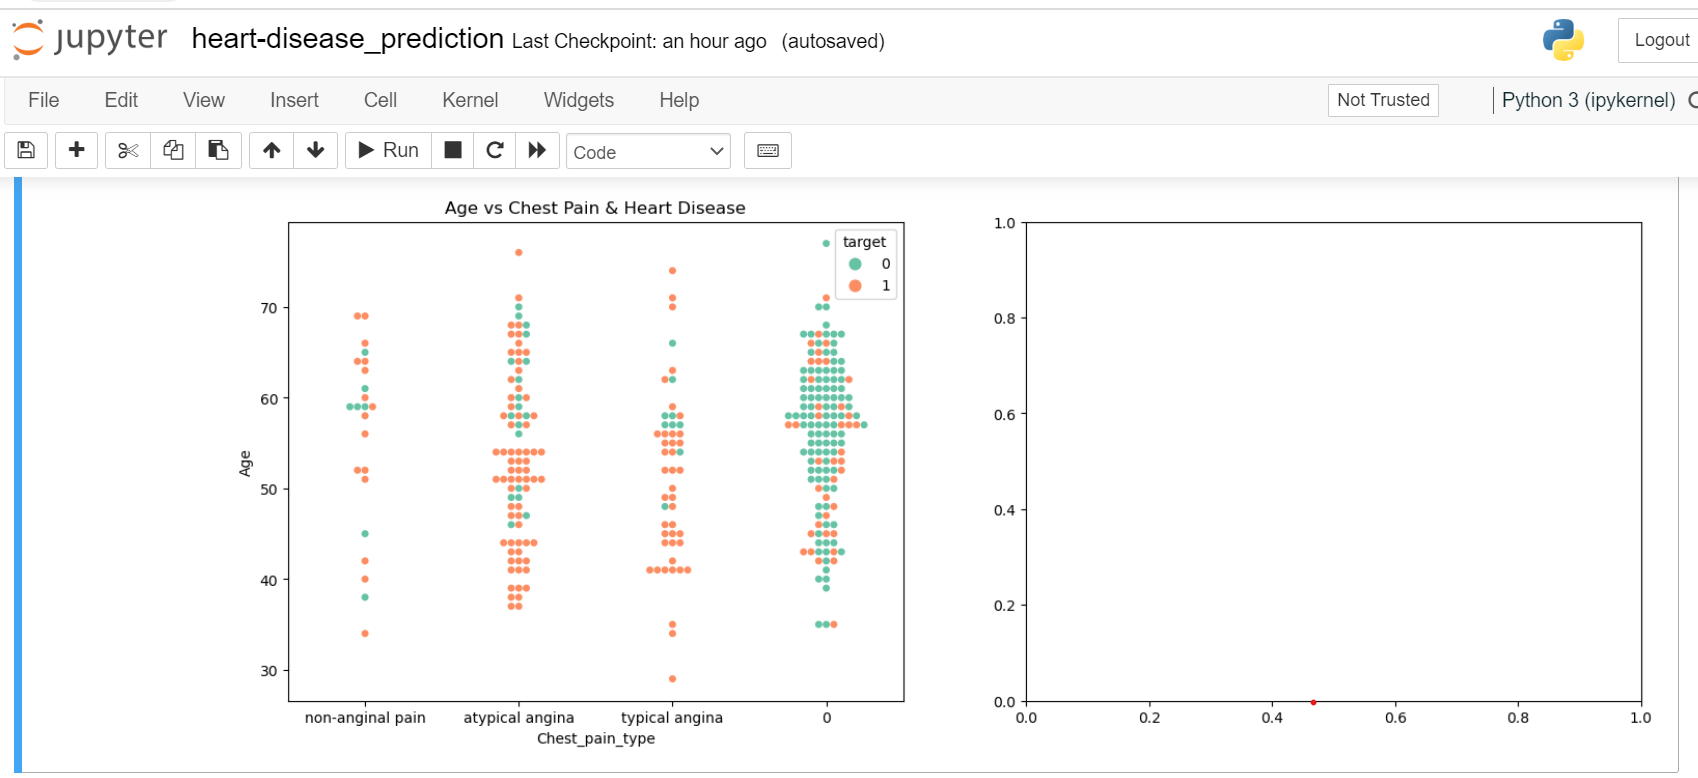 jupyter heart-disease_prediction Last Checkpoint: an hour ago (autosaved) Logout
File Edit View Insert Cell Kernel Widgets Help Not Trusted Python 3 (ipykernel)
Run Code
Age vs Chest Pain & Heart Disease
target
0
1
70
60
50
40
30
Age
non-anginal pain atypical angina typical angina 0
Chest_pain_type
1.0
0.8
0.6
0.4
0.2
0.0
0.0 0.2 0.4 0.6 0.8 1.0